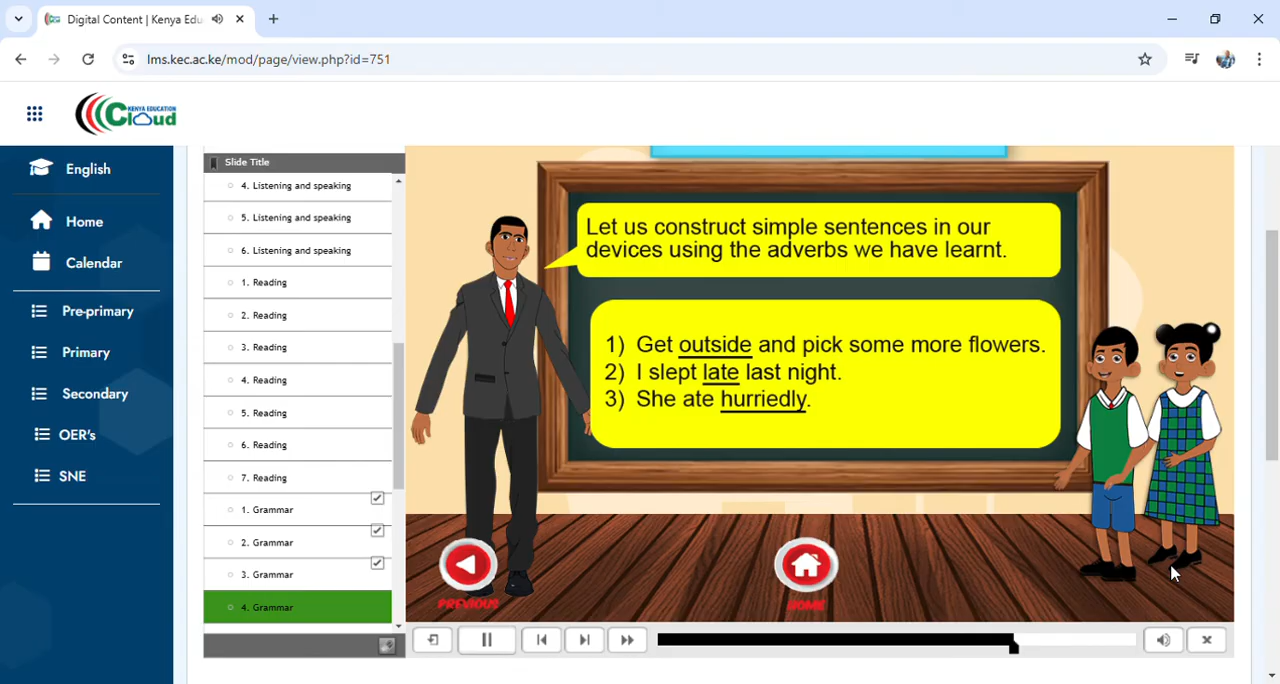 Digital Content | Kenya Edu
lms.kec.ac.ke/mod/page/view.php?id=751
KENYA EDUCATION
Cloud
English
Home
Calendar
Pre-primary
Primary
Secondary
OER's
SNE
Slide Title
4. Listening and speaking
5. Listening and speaking
6. Listening and speaking
1. Reading
2. Reading
3. Reading
4. Reading
5. Reading
6. Reading
7. Reading
1. Grammar
2. Grammar
3. Grammar
4. Grammar
Let us construct simple sentences in our
devices using the adverbs we have learnt.
1) Get outside and pick some more flowers.
2) I slept late last night.
3) She ate hurriedly.
PREVIOUS
HOME